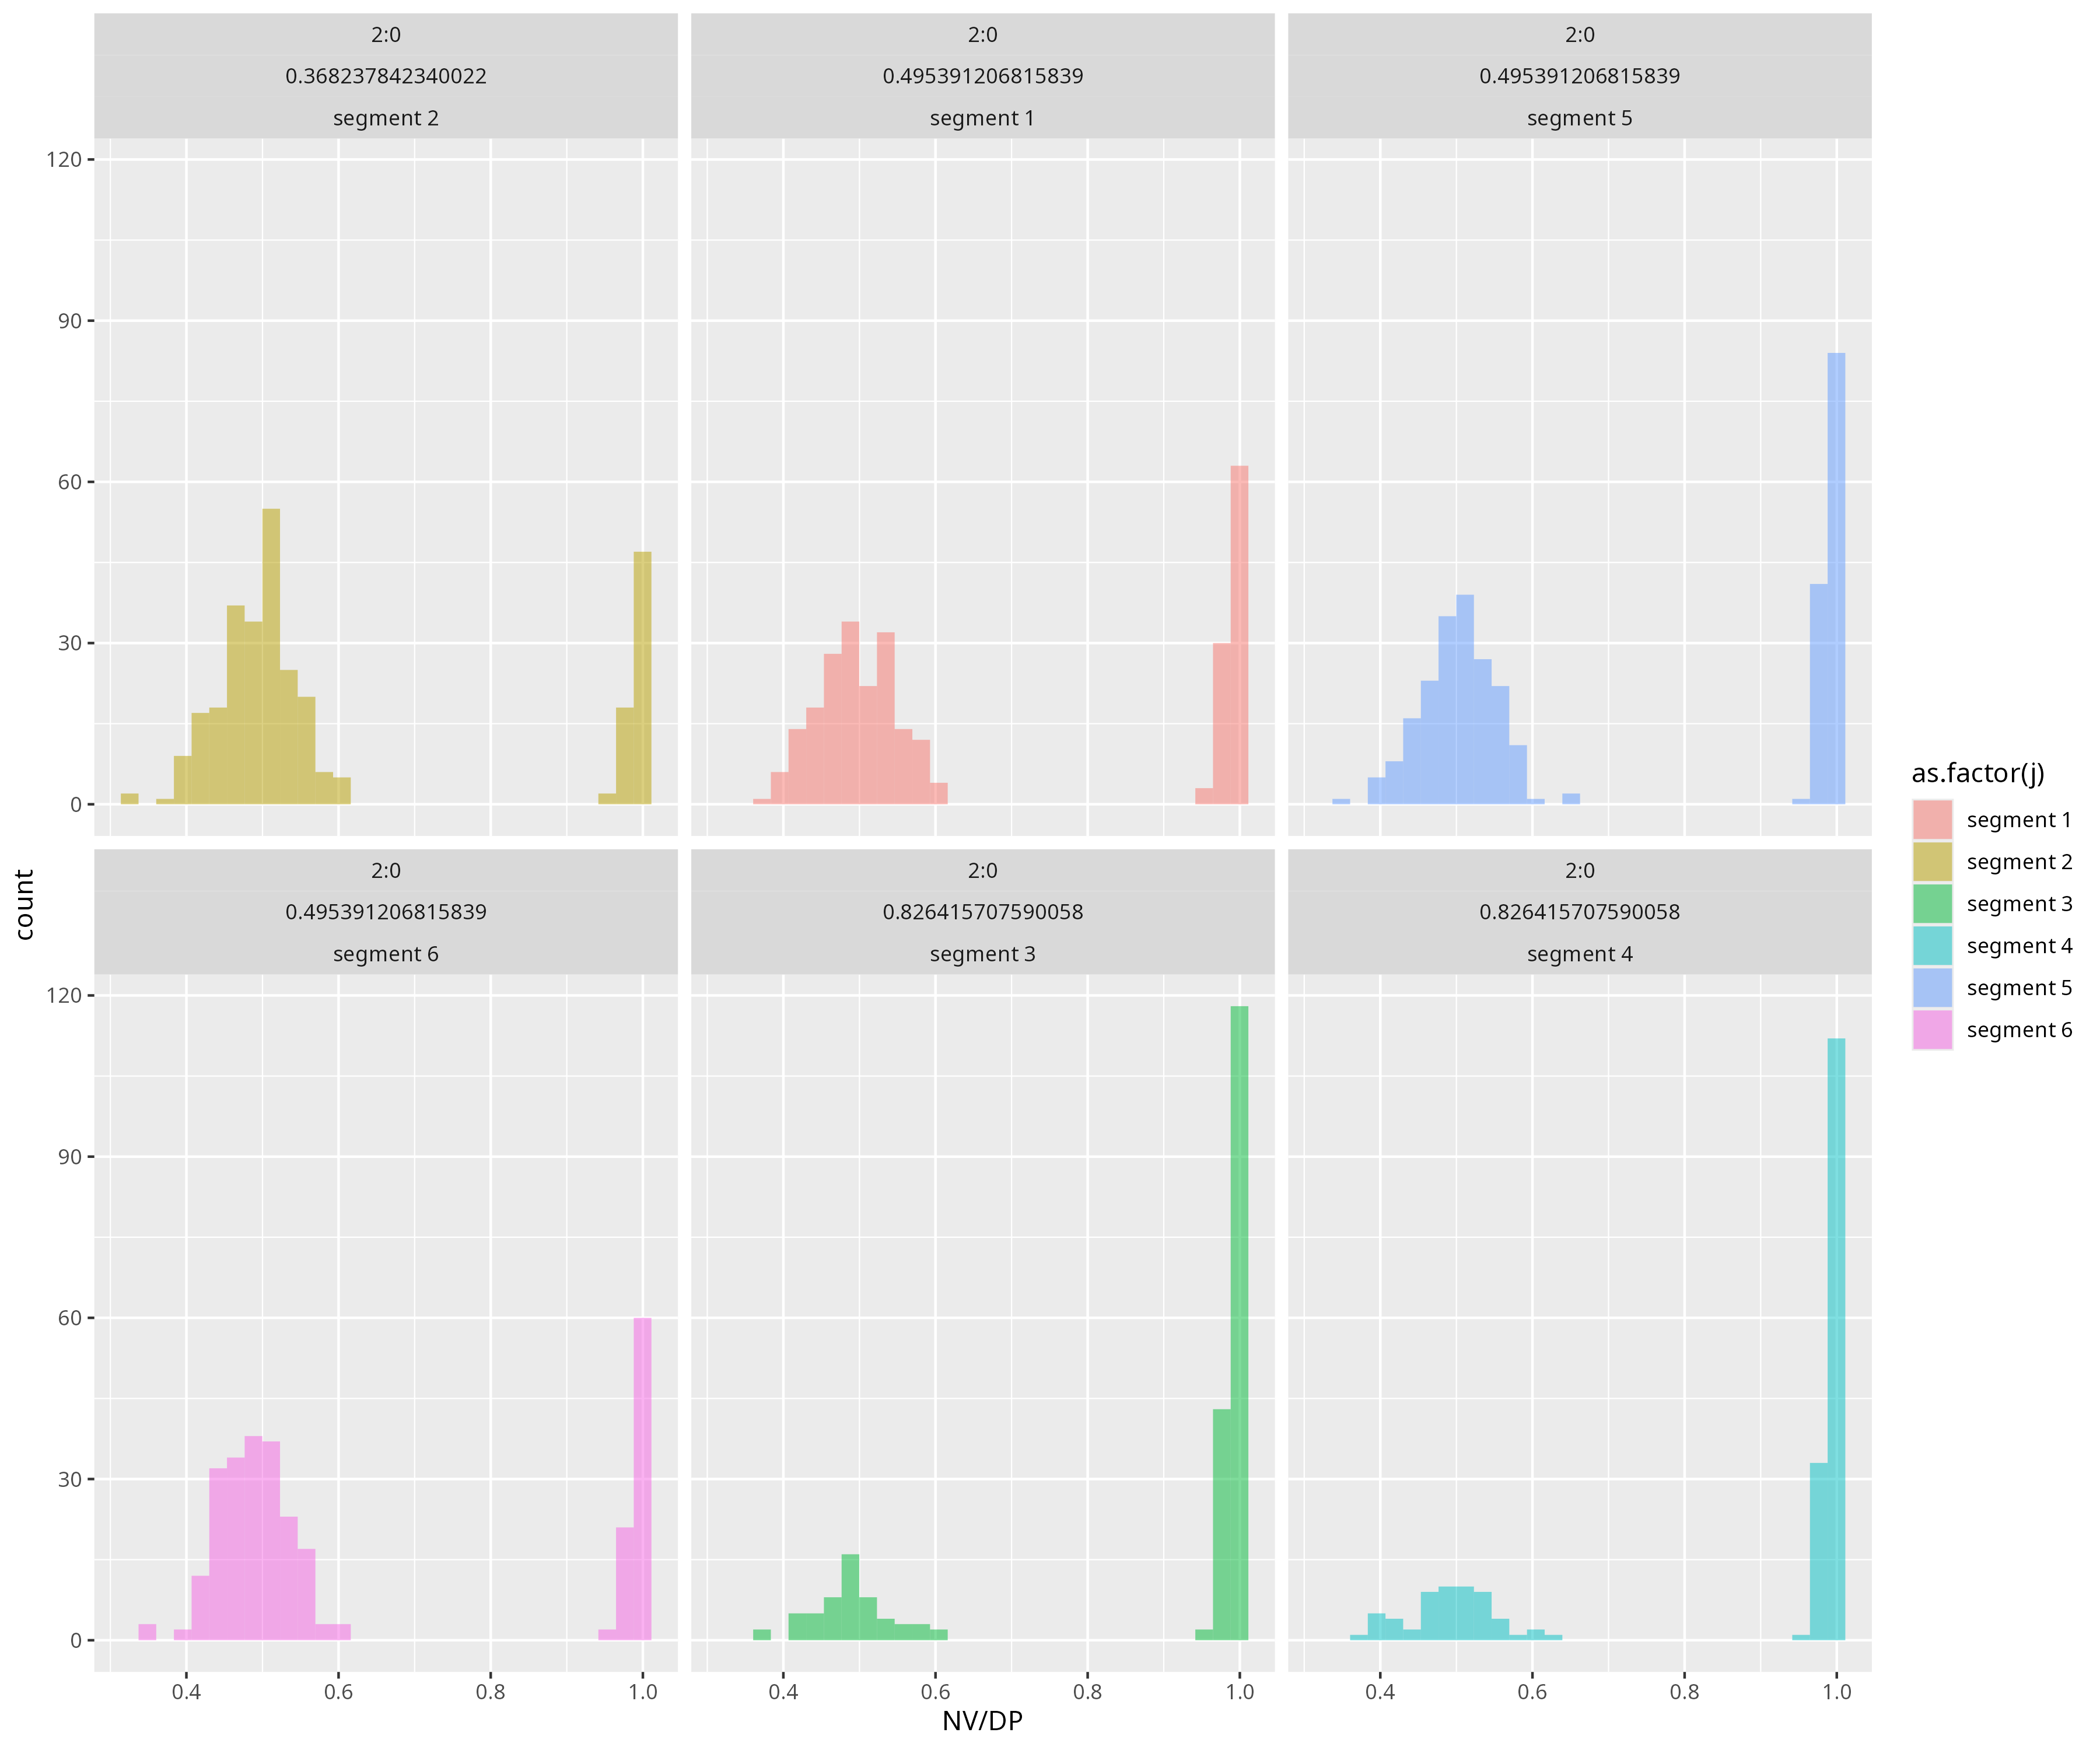 2:0
0.368237842340022
segment 2
2:0
0.495391206815839
segment 1
2:0
0.495391206815839
segment 5
120
90
60
30
0
2:0
0.495391206815839
segment 6
2:0
0.826415707590058
segment 3
2:0
0.826415707590058
segment 4
120
90
60
30
0
0.4 0.6 0.8 1.0
0.4 0.6 0.8 1.0
0.4 0.6 0.8 1.0
NV/DP
count
as.factor(j)
segment 1
segment 2
segment 3
segment 4
segment 5
segment 6